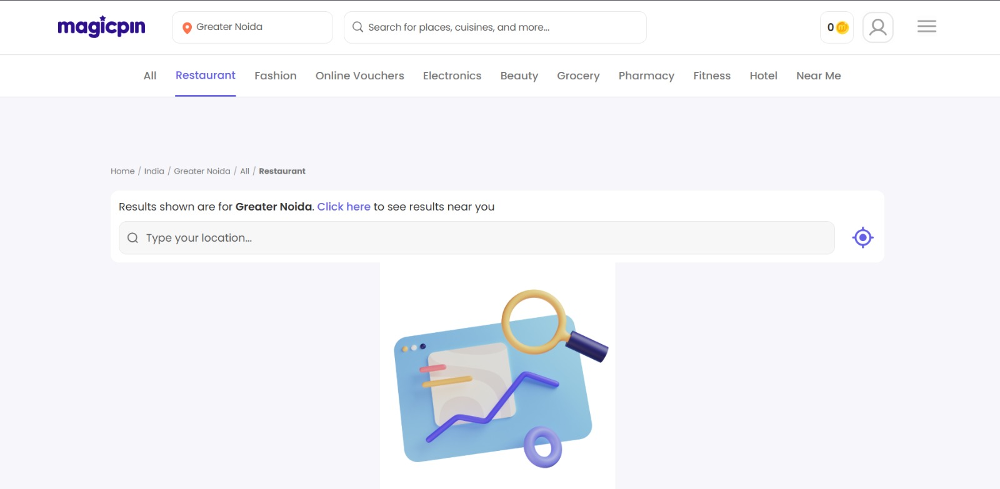 magicpin
Greater Noida
Search for places, cuisines, and more...
0
All Restaurant Fashion Online Vouchers Electronics Beauty Grocery Pharmacy Fitness Hotel Near Me
Home / India / Greater Noida / All / Restaurant
Results shown are for Greater Noida. Click here to see results near you
Type your location...